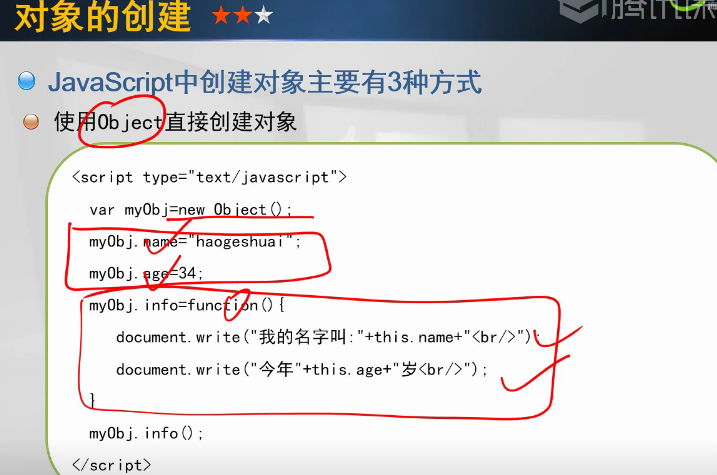 对象的创建
腾讯课
JavaScript中创建对象主要有3种方式
使用Object直接创建对象
<script type="text/javascript">
var myObj=new Object();
myObj.name="haogeshuai";
myObj.age=34;
myObj.info=function(){
document.write("我的名字叫:"+this.name+"<br/>");
document.write("今年"+this.age+"岁<br/>");
}
myObj.info();
</script>